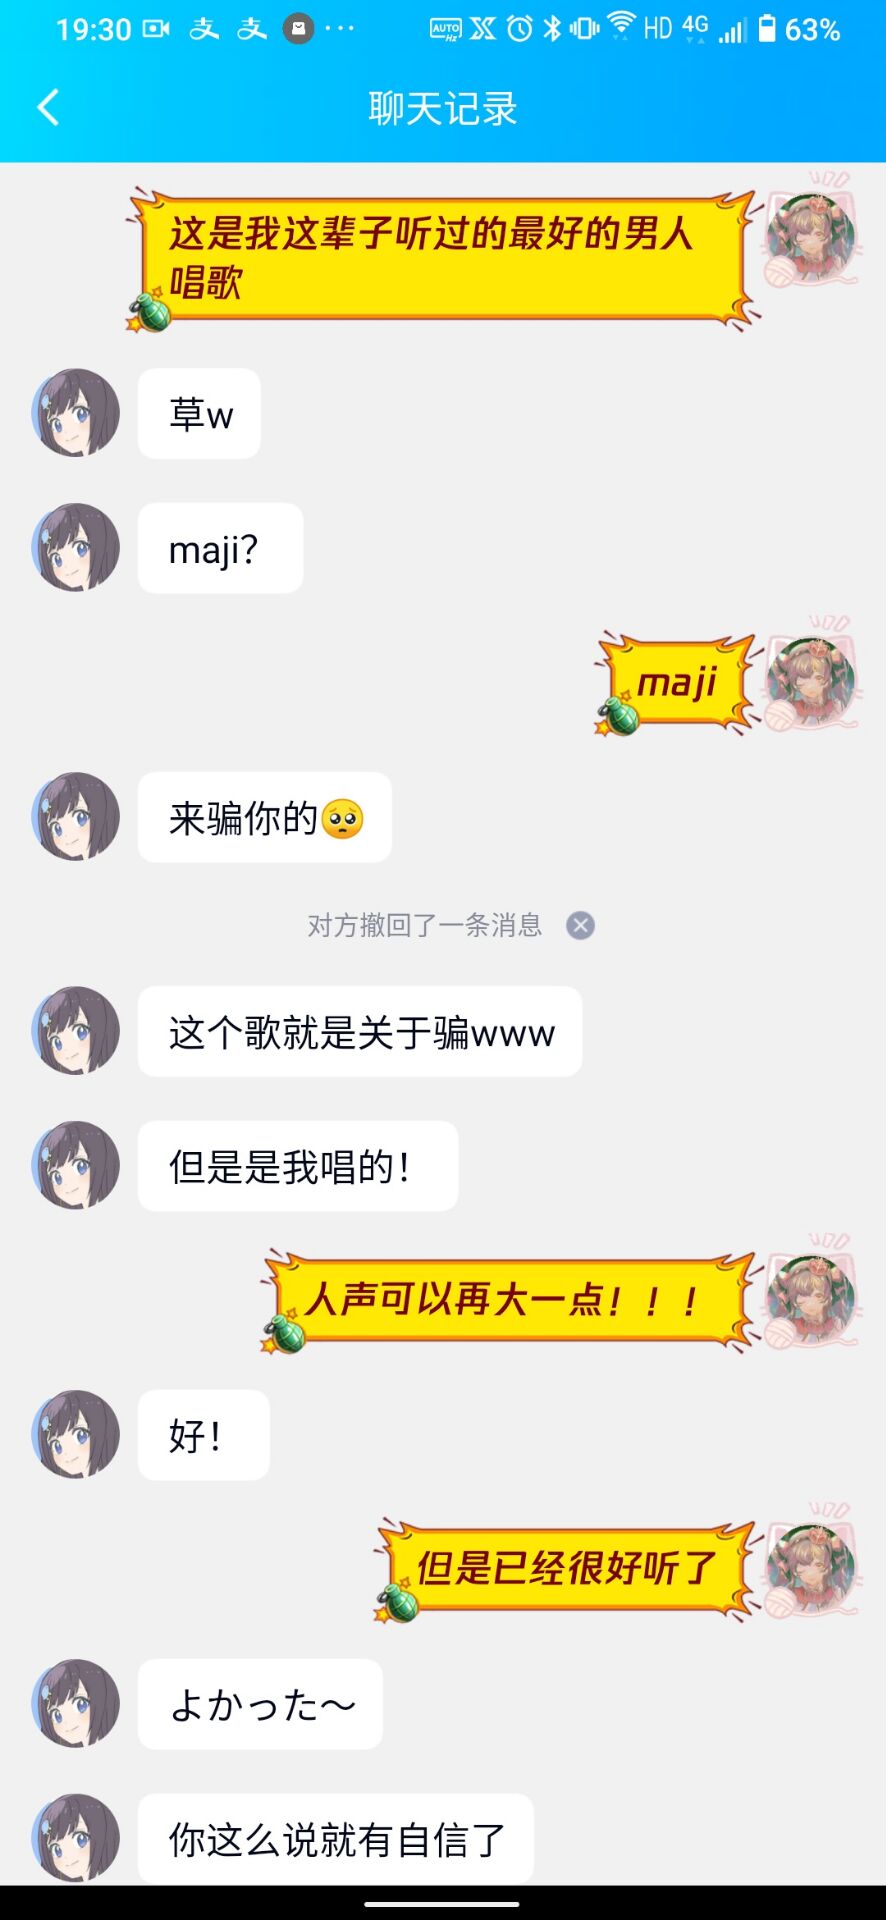 19:30 支 支 ... AUTO Hz HD 4G 63%
聊天记录
这是我这辈子听过的最好的男人
唱歌
草w
maji?
maji
来骗你的🥺
对方撤回了一条消息
这个歌就是关于骗www
但是是我唱的！
人声可以再大一点！！！
好！
但是已经很好听了
よかった～
你这么说就有自信了